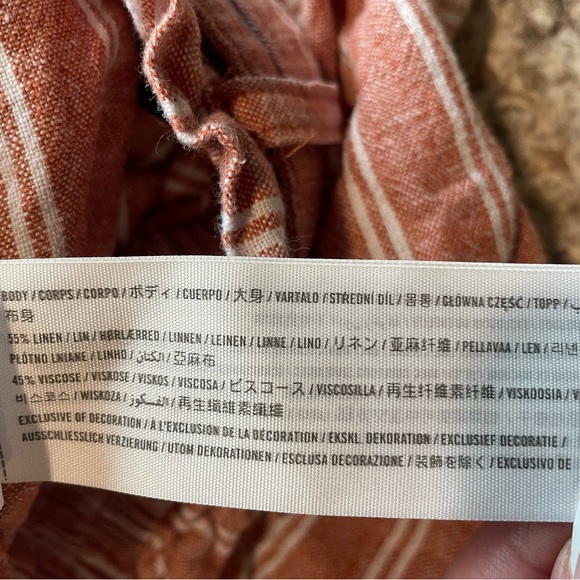 BODY / CORPS / CORPO / ボディ / CUERPO / 大身 / VARTALO / STŘEDNÍ DÍL / 몸통 / GŁÓWNA CZĘŚĆ / TOPP /
布身
55% LINEN / LIN / HØRLÆRRED / LINNEN / LEINEN / LINNE / LINO / リネン / 亚麻纤维 / PELLAVAA / LEN / 리넨
PŁÓTNO LNIANE / LINHO / الكتان / 亞麻布
45% VISCOSE / VISKOSE / VISKOS / VISCOSA / ビスコース / VISCOSILLA / 再生纤维素纤维 / VISKOOSIA /
비스코스 / WISKOZA / الفسكوز / 再生纖維素纖維
EXCLUSIVE OF DECORATION / À L'EXCLUSION DE LA DÉCORATION / EKSKL. DEKORATION / EXCLUSIEF DECORATIE /
AUSSCHLIESSLICH VERZIERUNG / UTOM DEKORATIONEN / ESCLUSA DECORAZIONE / 装飾を除く / EXCLUSIVO DE